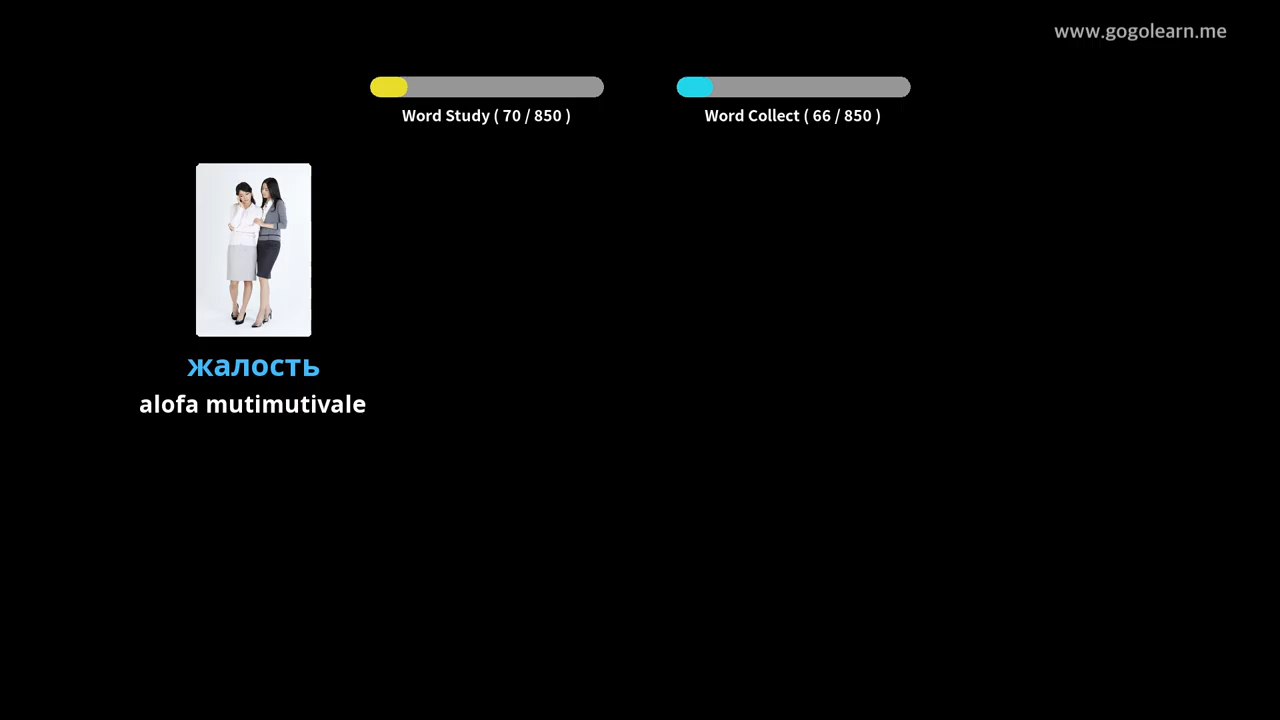 www.gogolearn.me
Word Study ( 70 / 850 )
Word Collect ( 66 / 850 )
жалость
alofa mutimutivale